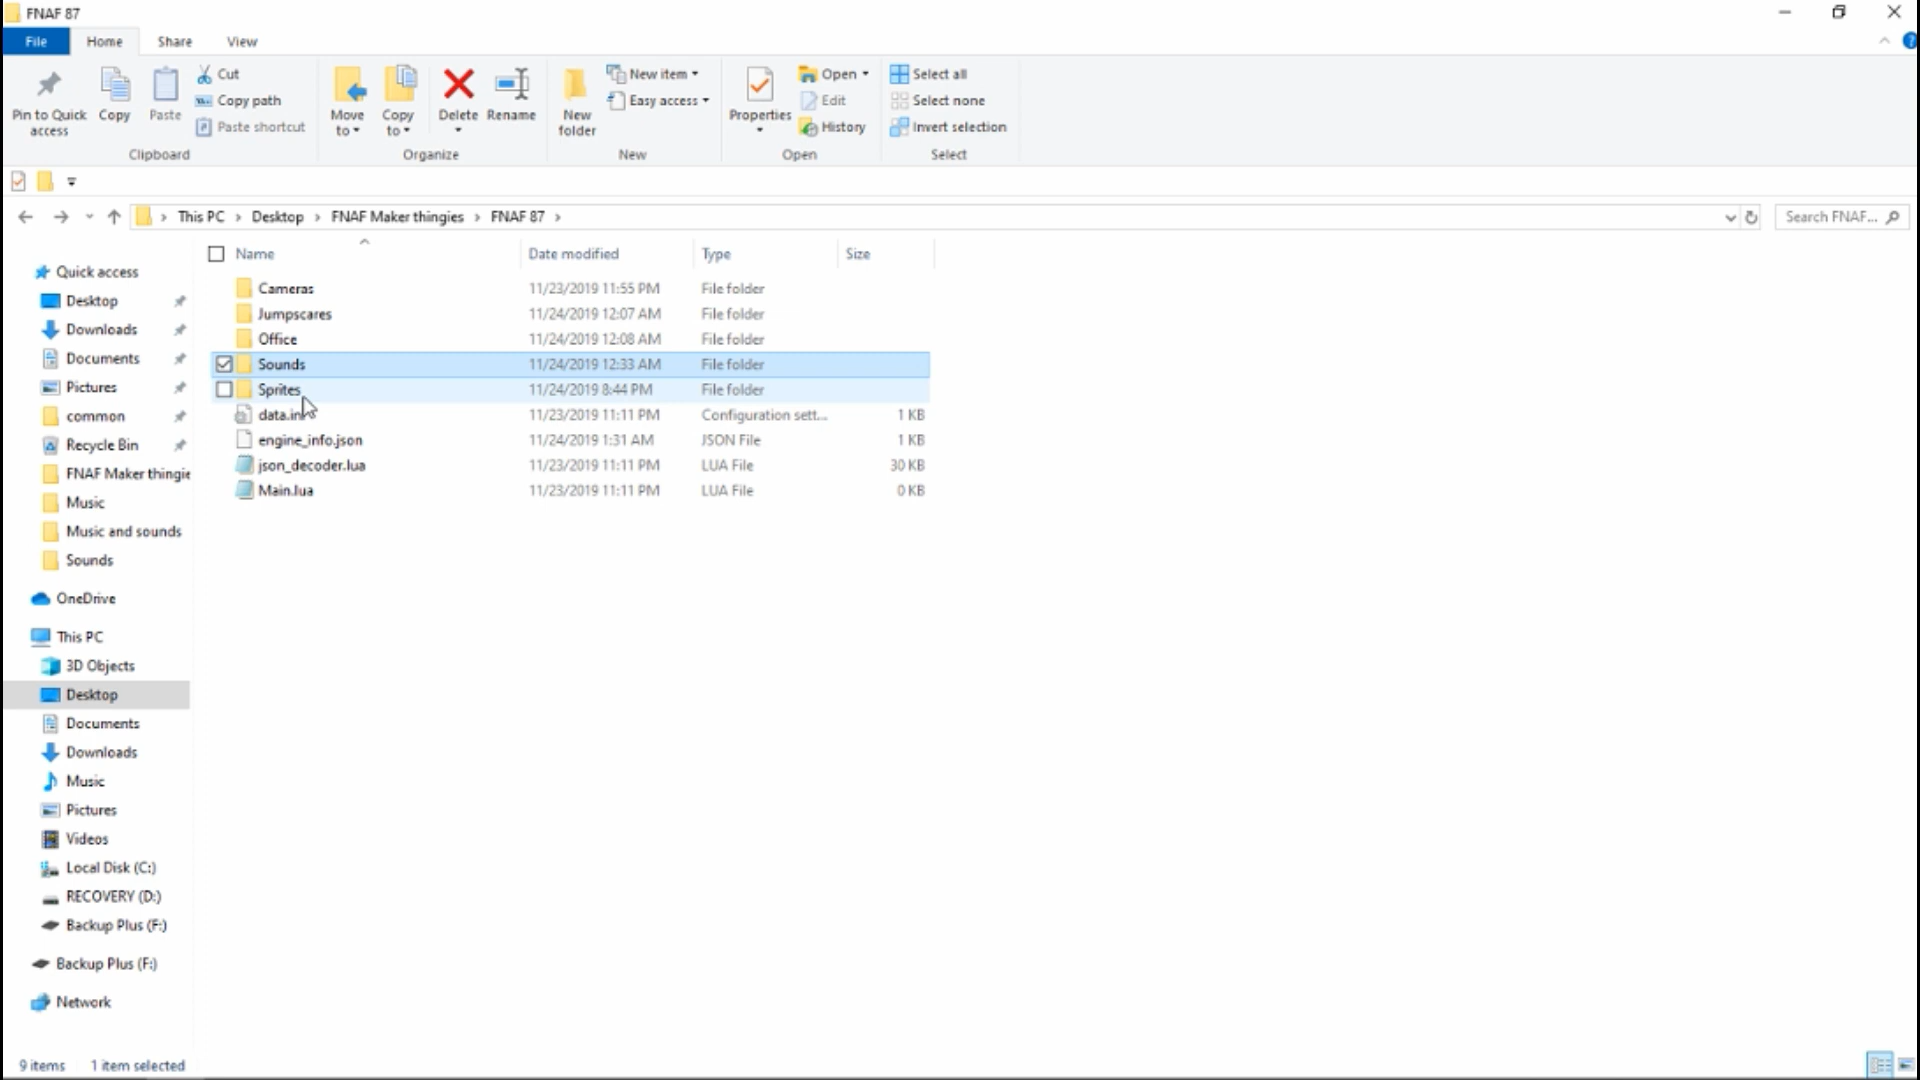 FNAF 87
File Home Share View
Pin to Quick access
Copy
Paste
Cut
Copy path
Paste shortcut
Clipboard
Move to
Copy to
Delete
Rename
Organize
New folder
New item
Easy access
New
Properties
Open
Edit
History
Open
Select all
Select none
Invert selection
Select
This PC > Desktop > FNAF Maker thingies > FNAF 87 >
Search FNAF...
Name Date modified Type Size
Cameras 11/23/2019 11:55 PM File folder
Jumpscares 11/24/2019 12:07 AM File folder
Office 11/24/2019 12:08 AM File folder
Sounds 11/24/2019 12:33 AM File folder
Sprites 11/24/2019 8:44 PM File folder
data.in 11/23/2019 11:11 PM Configuration sett... 1 KB
engine_info.json 11/24/2019 1:31 AM JSON File 1 KB
json_decoder.lua 11/23/2019 11:11 PM LUA File 30 KB
Main.lua 11/23/2019 11:11 PM LUA File 0 KB
Quick access
Desktop
Downloads
Documents
Pictures
common
Recycle Bin
FNAF Maker thingie
Music
Music and sounds
Sounds
OneDrive
This PC
3D Objects
Desktop
Documents
Downloads
Music
Pictures
Videos
Local Disk (C:)
RECOVERY (D:)
Backup Plus (F:)
Backup Plus (F:)
Network
9 items 1 item selected